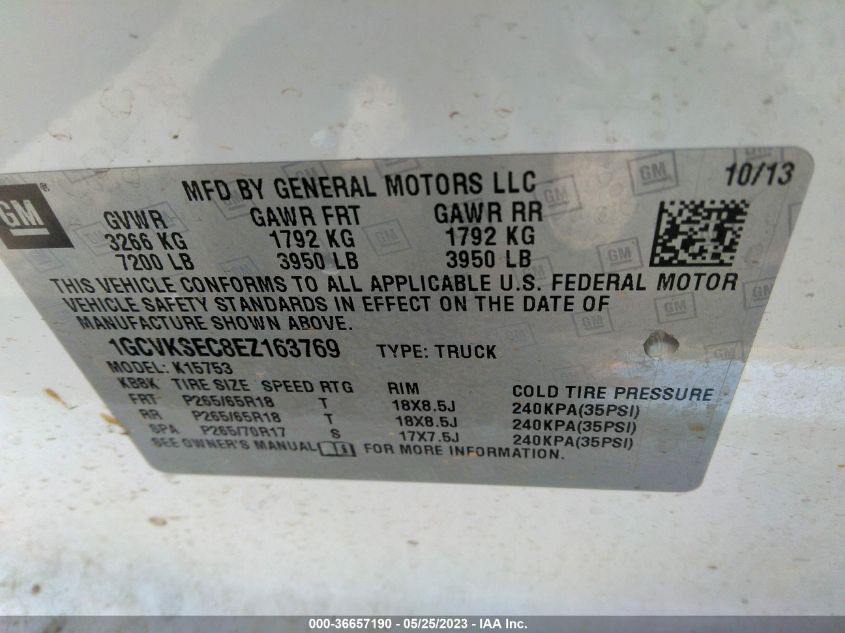 GM
MFD BY GENERAL MOTORS LLC 10/13
GVWR GAWR FRT GAWR RR
3266 KG 1792 KG 1792 KG
7200 LB 3950 LB 3950 LB
THIS VEHICLE CONFORMS TO ALL APPLICABLE U.S. FEDERAL MOTOR
VEHICLE SAFETY STANDARDS IN EFFECT ON THE DATE OF
MANUFACTURE SHOWN ABOVE.
1GCVKSEC8EZ163769 TYPE: TRUCK
MODEL: K15753
KB8K TIRE SIZE SPEED RTG RIM COLD TIRE PRESSURE
FRT P265/65R18 T 18X8.5J 240KPA(35PSI)
RR P265/65R18 T 18X8.5J 240KPA(35PSI)
SPA P265/70R17 S 17X7.5J 240KPA(35PSI)
SEE OWNER'S MANUAL FOR MORE INFORMATION.
000-36657190 - 05/25/2023 - IAA Inc.